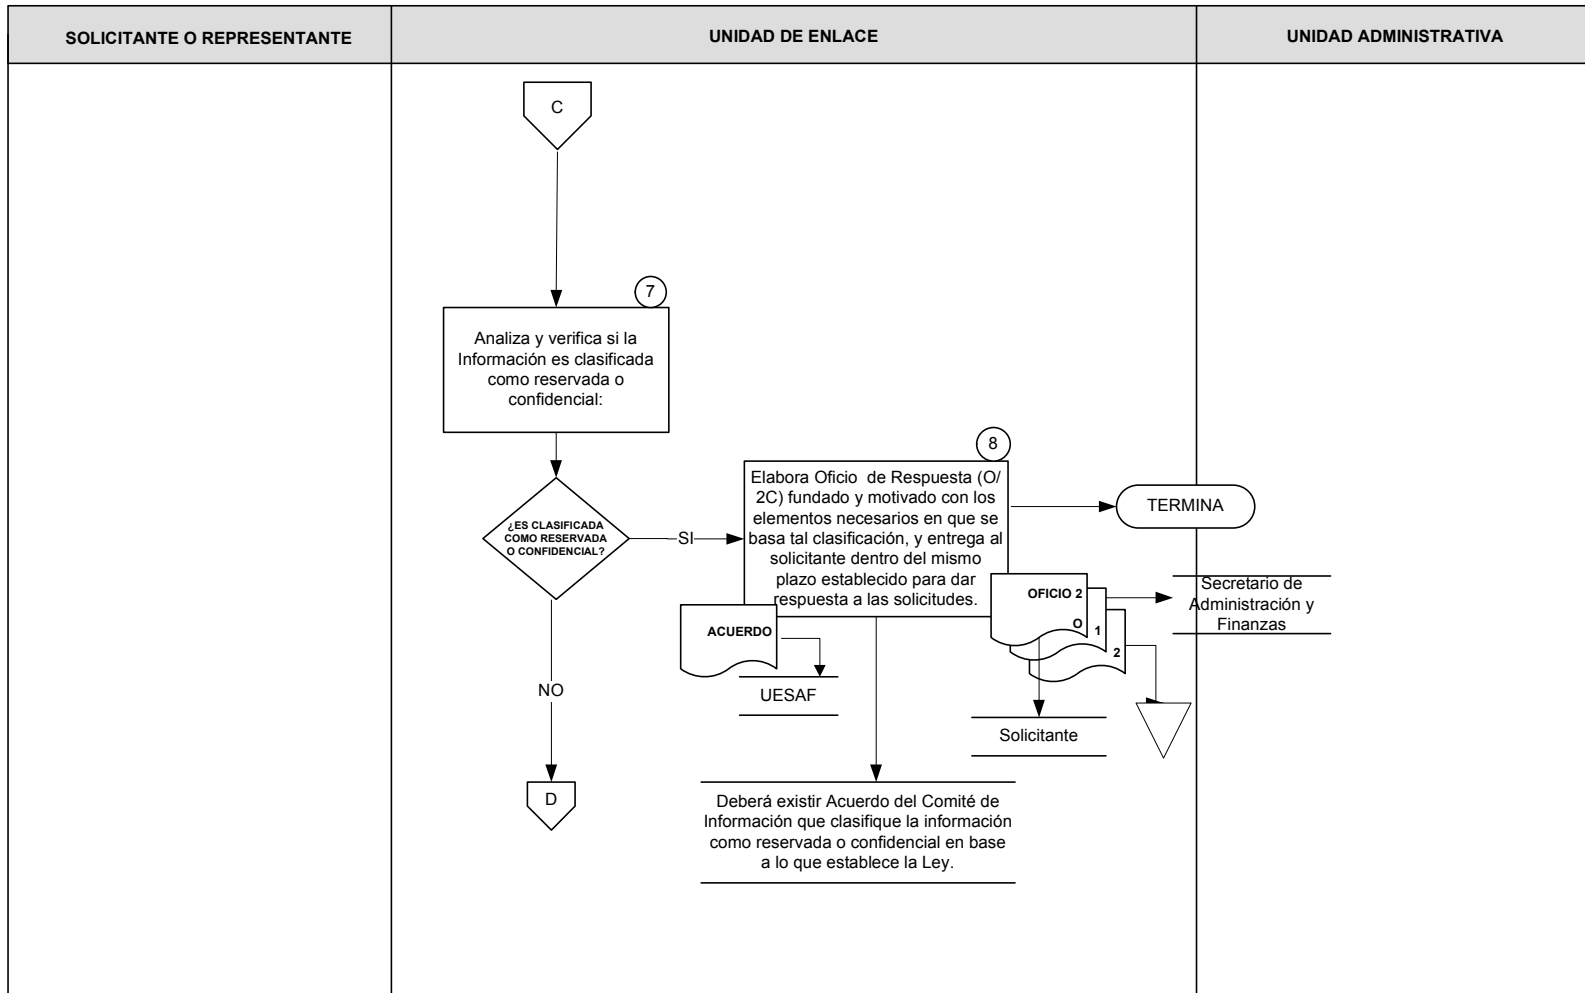 SOLICITANTE O REPRESENTANTE
UNIDAD DE ENLACE
UNIDAD ADMINISTRATIVA
C
7
Analiza y verifica si la
Información es clasificada
como reservada o
confidencial:
8
¿ES CLASIFICADA
COMO RESERVADA
O CONFIDENCIAL?
SI
Elabora Oficio de Respuesta (O/
2C) fundado y motivado con los
elementos necesarios en que se
basa tal clasificación, y entrega al
solicitante dentro del mismo
plazo establecido para dar
respuesta a las solicitudes.
TERMINA
OFICIO 2
O
1
2
Secretario de
Administración y
Finanzas
ACUERDO
UESAF
Solicitante
NO
D
Deberá existir Acuerdo del Comité de
Información que clasifique la información
como reservada o confidencial en base
a lo que establece la Ley.